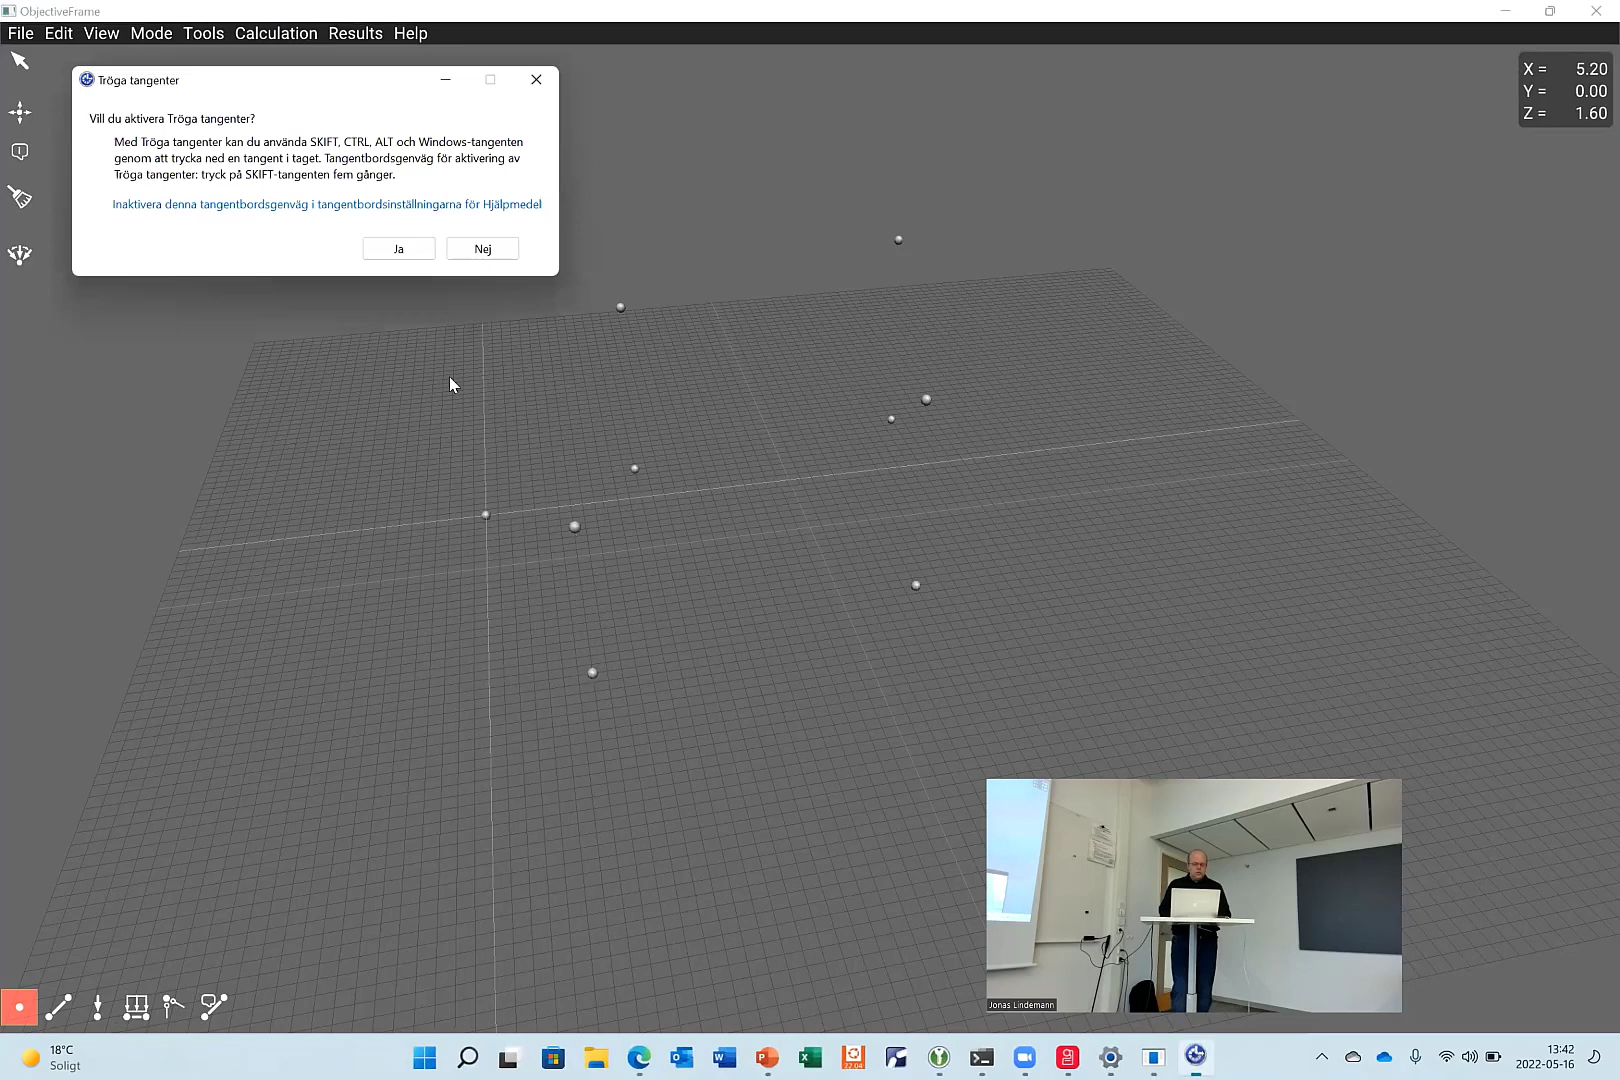 ObjectiveFrame
File Edit View Mode Tools Calculation Results Help
X = 5.20
Y = 0.00
Z = 1.60
Tröga tangenter
Vill du aktivera Tröga tangenter?
Med Tröga tangenter kan du använda SKIFT, CTRL, ALT och Windows-tangenten
genom att trycka ned en tangent i taget. Tangentbordsgenväg för aktivering av
Tröga tangenter: tryck på SKIFT-tangenten fem gånger.
Inaktivera denna tangentbordsgenväg i tangentbordsinställningarna för Hjälpmedel
Ja Nej
Jonas Lindemann
18°C
Soligt
22.04
13:42
2022-05-16